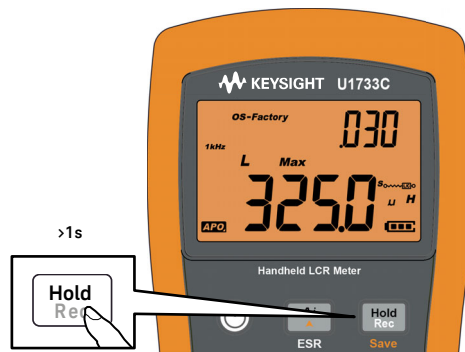 KEYSIGHT U1733C
OS-Factory
.030
1kHz
L Max
325.0
S
LCR
μ H
APO
>1s
Handheld LCR Meter
Hold
Rec
Hold
Rec
ESR
Save